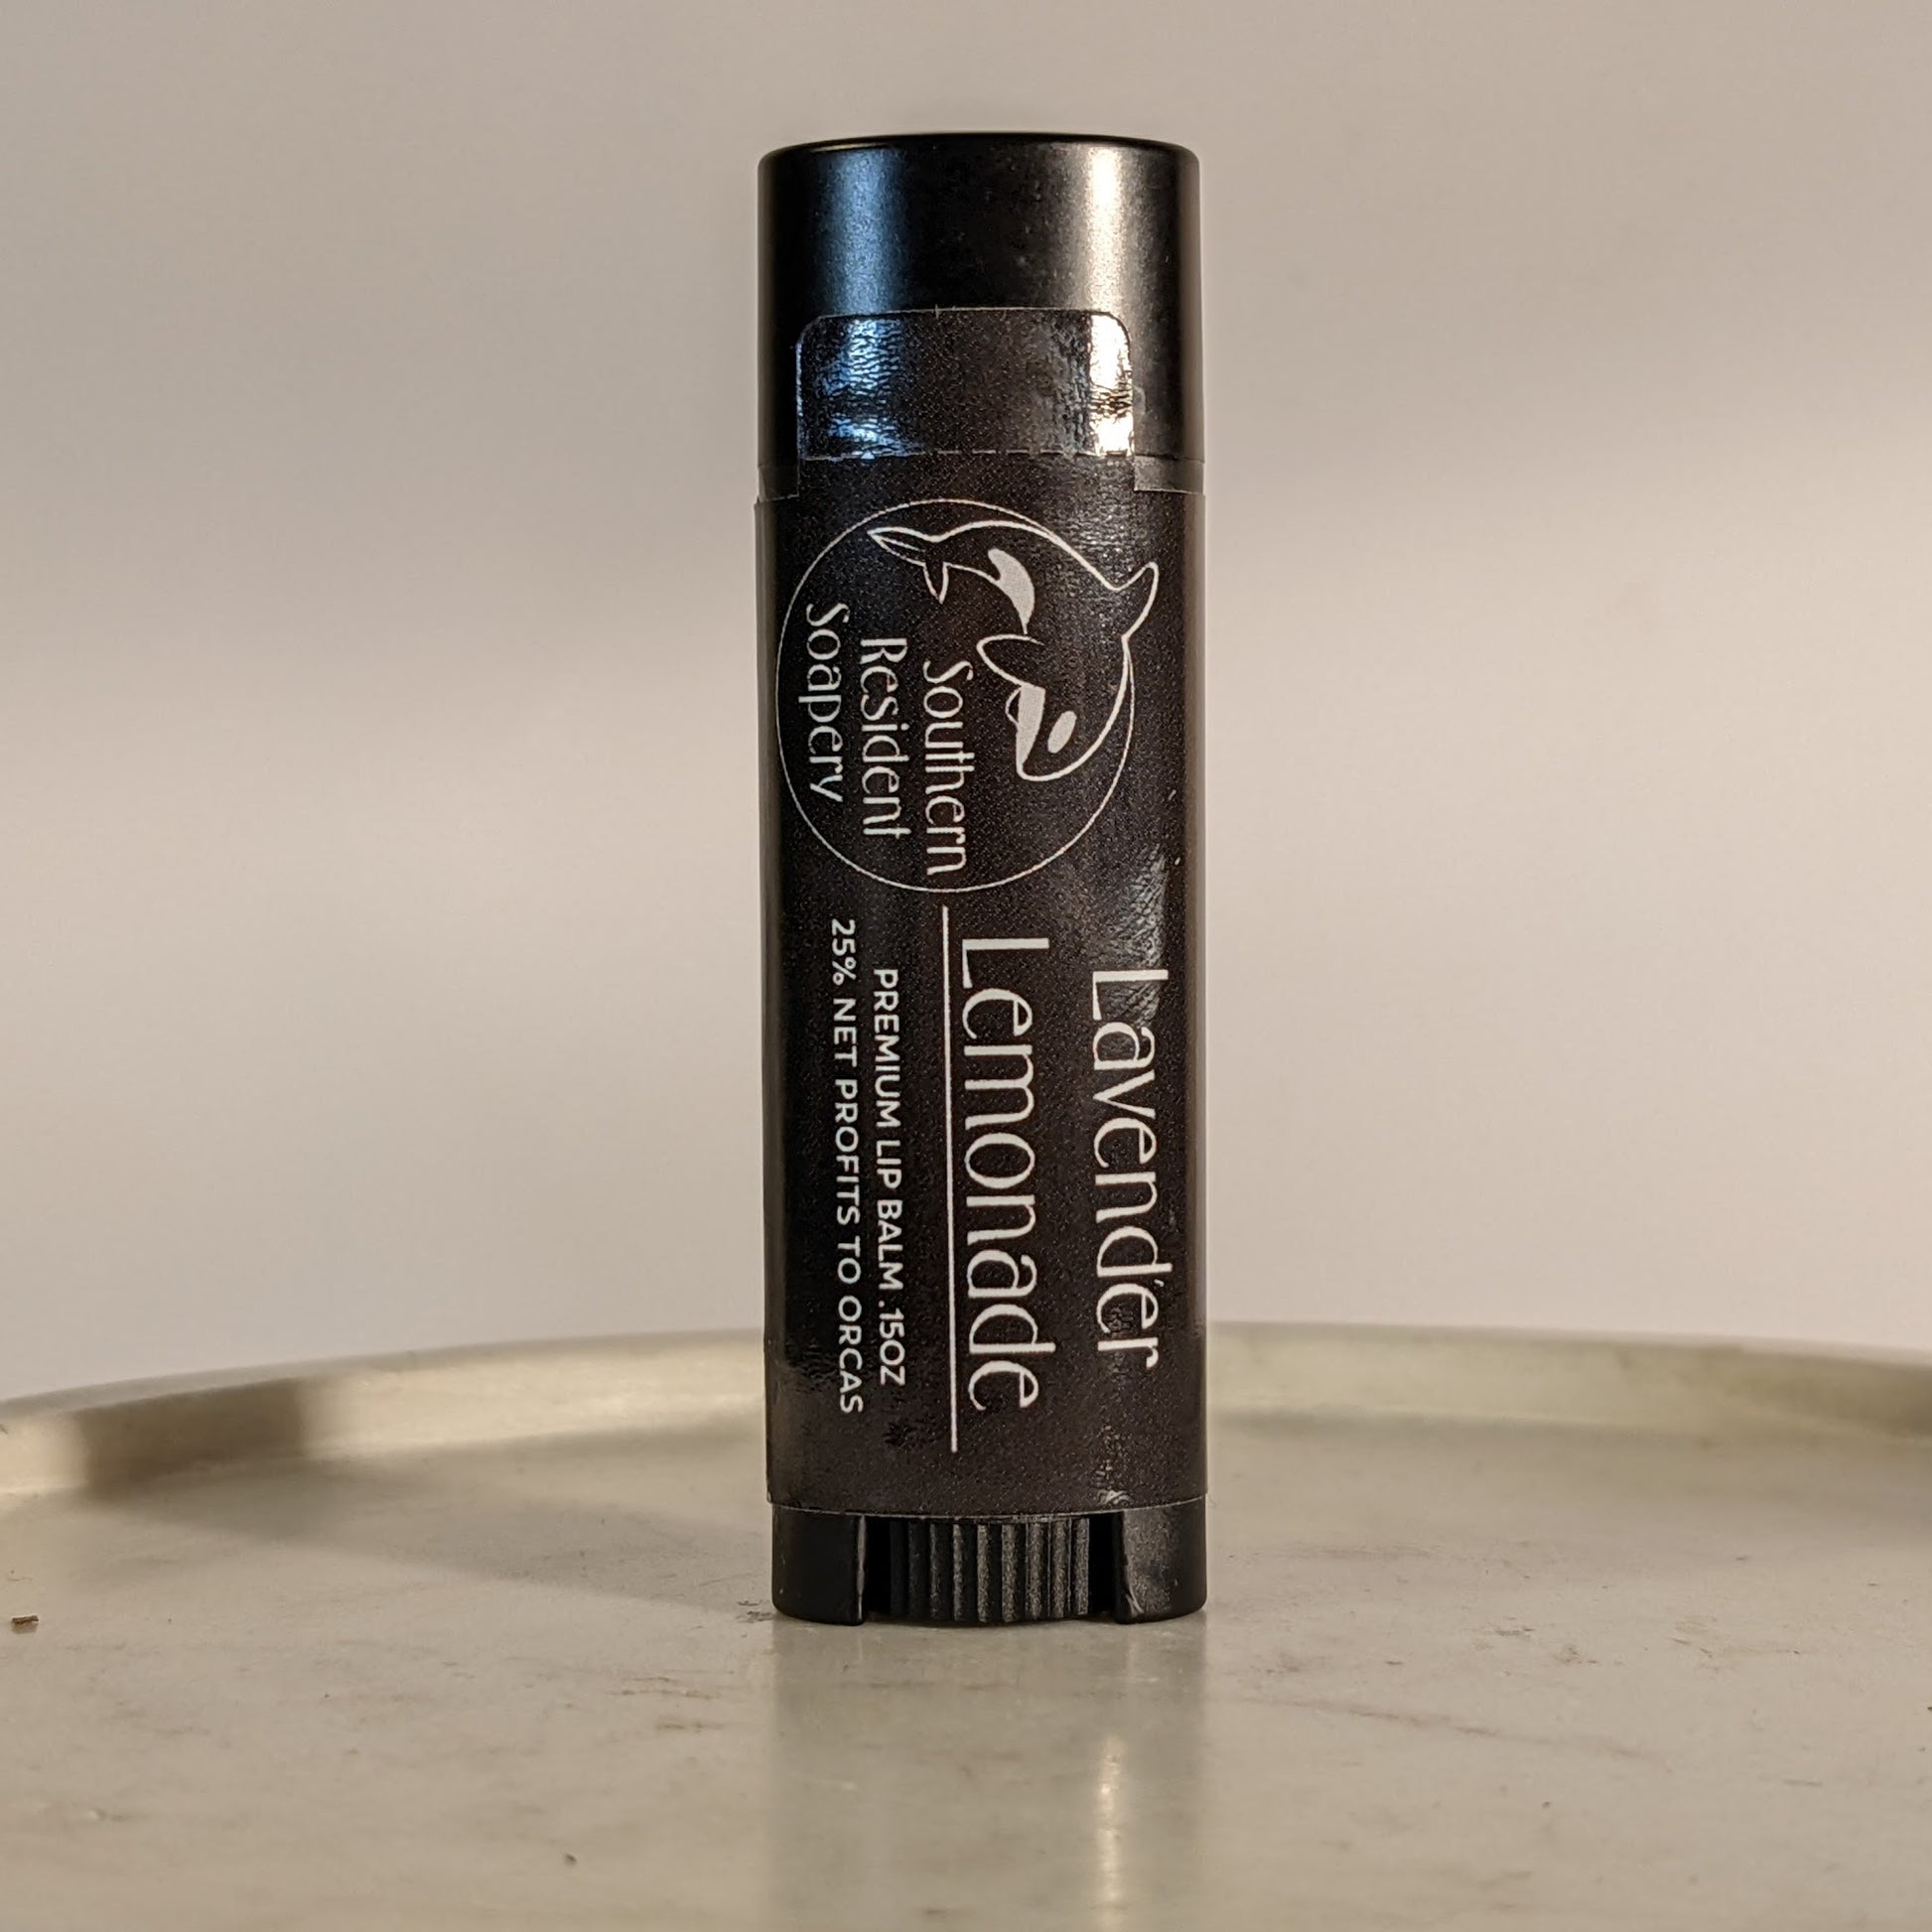 Southern
Resident
Soapery
Lavender
Lemonade
PREMIUM LIP BALM .15OZ
25% NET PROFITS TO ORCAS